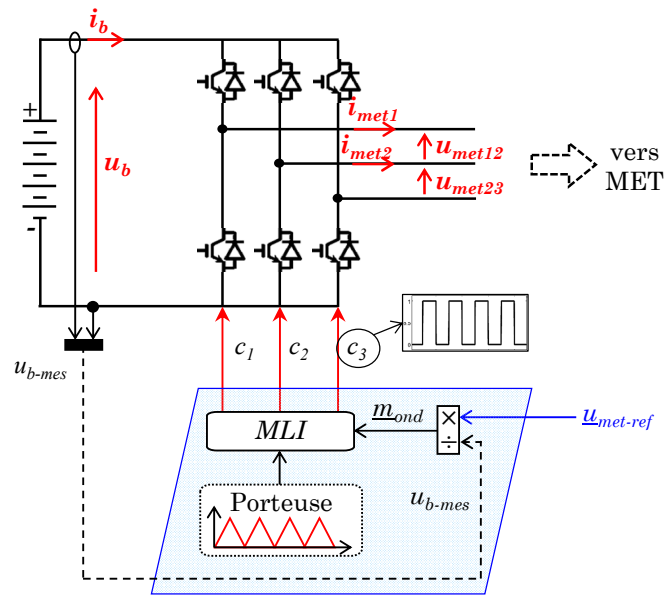 i_b
+
u_b
-
i_met1
i_met2
u_met12
u_met23
vers
MET
u_b-mes
c_1
c_2
c_3
1
0.5
0
MLI
m_ond
×
÷
u_met-ref
Porteuse
u_b-mes